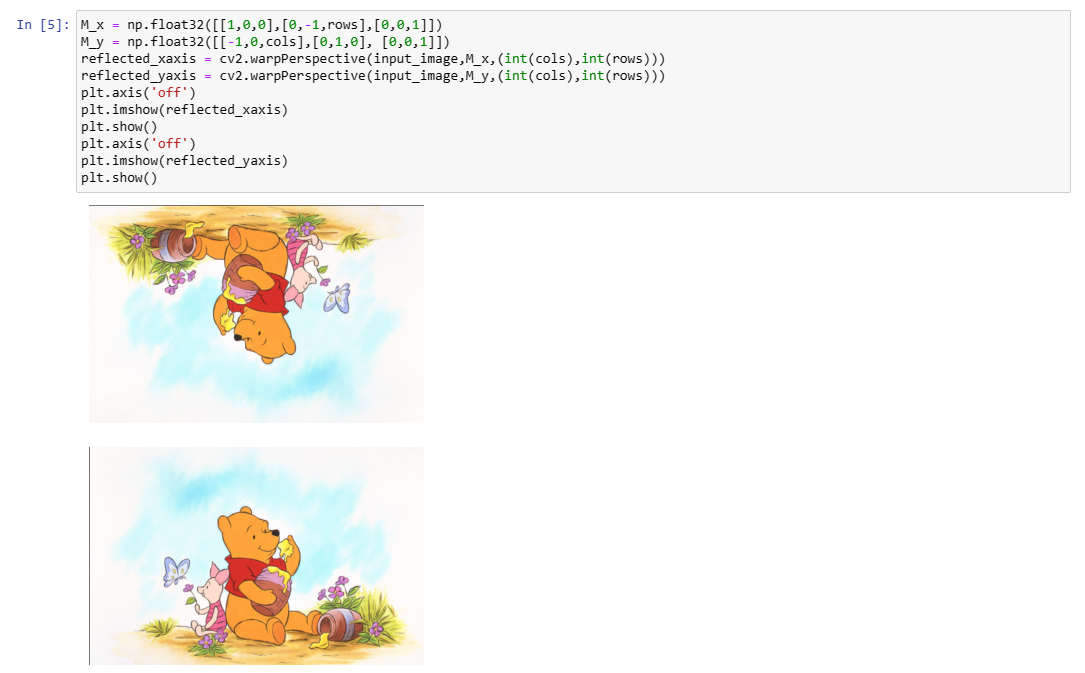 In [5]: M_x = np.float32([[1,0,0],[0,-1,rows],[0,0,1]])
M_y = np.float32([[-1,0,cols],[0,1,0], [0,0,1]])
reflected_xaxis = cv2.warpPerspective(input_image,M_x,(int(cols),int(rows)))
reflected_yaxis = cv2.warpPerspective(input_image,M_y,(int(cols),int(rows)))
plt.axis('off')
plt.imshow(reflected_xaxis)
plt.show()
plt.axis('off')
plt.imshow(reflected_yaxis)
plt.show()